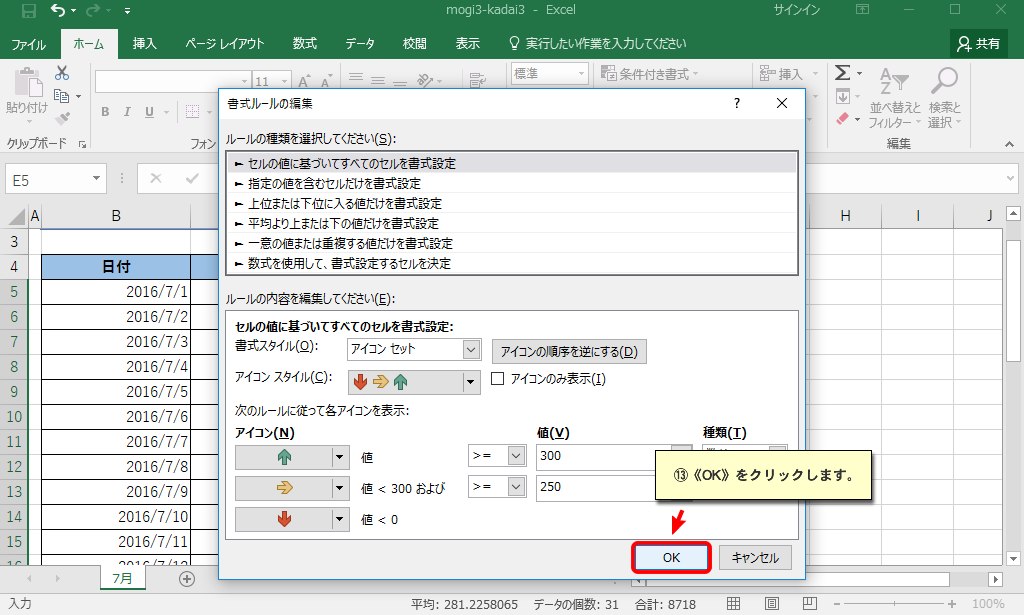 mogi3-kadai3 - Excel
サインイン
ファイル ホーム 挿入 ページ レイアウト 数式 データ 校閲 表示 実行したい作業を入力してください 共有
11 標準 条件付き書式 挿入
貼り付け B I U 並べ替えと 検索と
フィルター 選択
クリップボード フォン 編集
E5
A B H I J
3
4 日付
5 2016/7/1
6 2016/7/2
7 2016/7/3
8 2016/7/4
9 2016/7/5
10 2016/7/6
11 2016/7/7
12 2016/7/8
13 2016/7/9
14 2016/7/10
15 2016/7/11
16 2016/7/12
書式ルールの編集 ?
ルールの種類を選択してください(S):
► セルの値に基づいてすべてのセルを書式設定
► 指定の値を含むセルだけを書式設定
► 上位または下位に入る値だけを書式設定
► 平均より上または下の値だけを書式設定
► 一意の値または重複する値だけを書式設定
► 数式を使用して、書式設定するセルを決定
ルールの内容を編集してください(E):
セルの値に基づいてすべてのセルを書式設定:
書式スタイル(O): アイコン セット アイコンの順序を逆にする(D)
アイコン スタイル(C): アイコンのみ表示(I)
次のルールに従って各アイコンを表示:
アイコン(N) 値(V) 種類(T)
値 >= 300
値 < 300 および >= 250
値 < 0
⑬《OK》をクリックします。
OK キャンセル
7月
入力 平均: 281.2258065 データの個数: 31 合計: 8718 100%